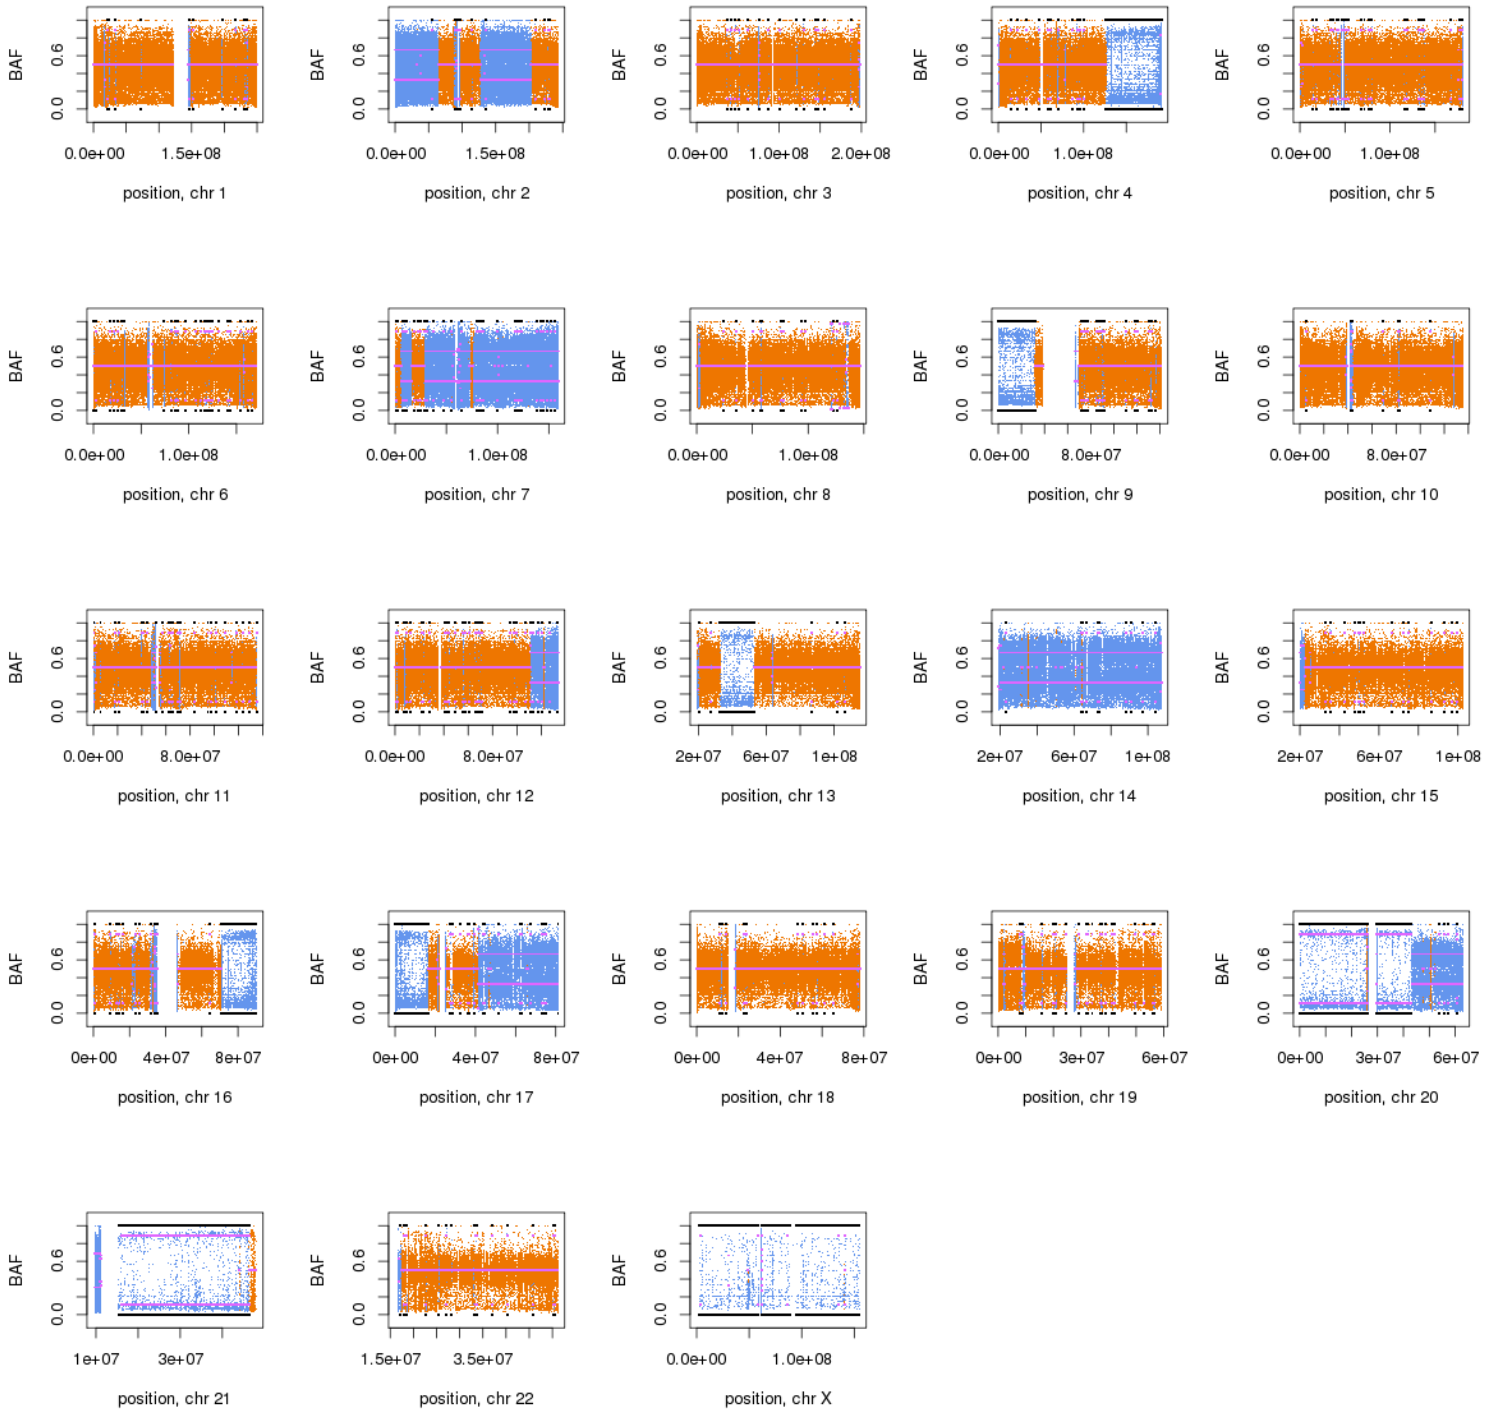 BAF 0.0 0.6 BAF 0.0 0.6 BAF 0.0 0.6 BAF 0.0 0.6 BAF 0.0 0.6
0.0e+00 1.5e+08 0.0e+00 1.5e+08 0.0e+00 1.0e+08 2.0e+08 0.0e+00 1.0e+08 0.0e+00 1.0e+08
position, chr 1 position, chr 2 position, chr 3 position, chr 4 position, chr 5
BAF 0.0 0.6 BAF 0.0 0.6 BAF 0.0 0.6 BAF 0.0 0.6 BAF 0.0 0.6
0.0e+00 1.0e+08 0.0e+00 1.0e+08 0.0e+00 1.0e+08 0.0e+00 8.0e+07 0.0e+00 8.0e+07
position, chr 6 position, chr 7 position, chr 8 position, chr 9 position, chr 10
BAF 0.0 0.6 BAF 0.0 0.6 BAF 0.0 0.6 BAF 0.0 0.6 BAF 0.0 0.6
0.0e+00 8.0e+07 0.0e+00 8.0e+07 2e+07 6e+07 1e+08 2e+07 6e+07 1e+08 2e+07 6e+07 1e+08
position, chr 11 position, chr 12 position, chr 13 position, chr 14 position, chr 15
BAF 0.0 0.6 BAF 0.0 0.6 BAF 0.0 0.6 BAF 0.0 0.6 BAF 0.0 0.6
0e+00 4e+07 8e+07 0e+00 4e+07 8e+07 0e+00 4e+07 8e+07 0e+00 3e+07 6e+07 0e+00 3e+07 6e+07
position, chr 16 position, chr 17 position, chr 18 position, chr 19 position, chr 20
BAF 0.0 0.6 BAF 0.0 0.6 BAF 0.0 0.6
1e+07 3e+07 1.5e+07 3.5e+07 0.0e+00 1.0e+08
position, chr 21 position, chr 22 position, chr X